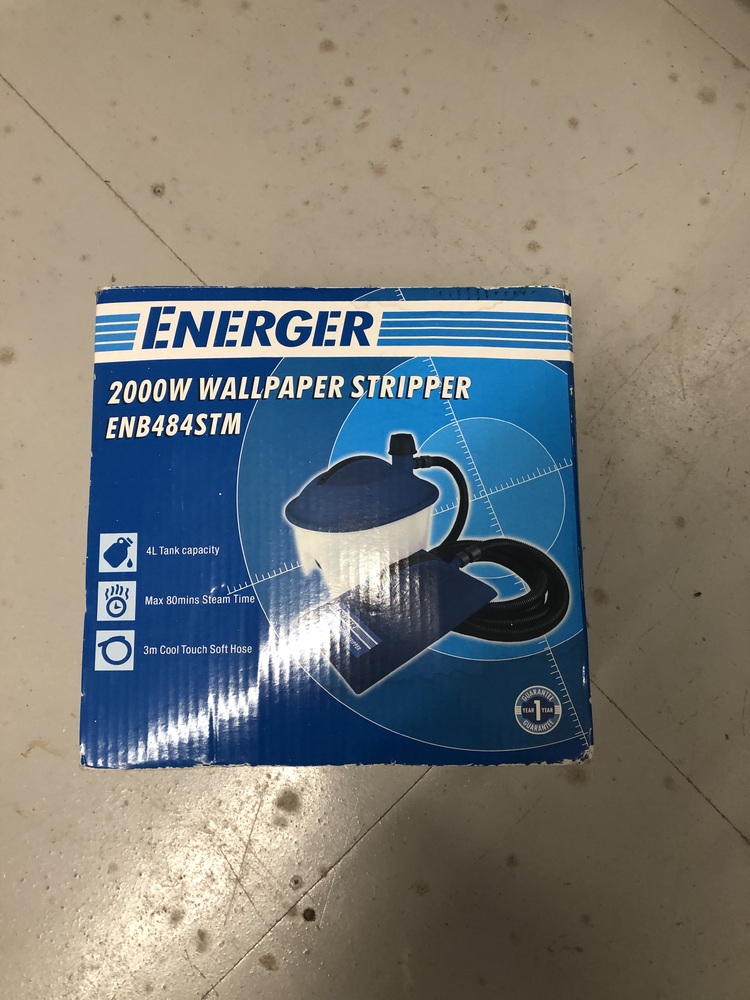 ENERGER
2000W WALLPAPER STRIPPER
ENB484STM
4L Tank capacity
Max 80mins Steam Time
3m Cool Touch Soft Hose
GUARANTEE
YEAR 1 YEAR
GUARANTEE